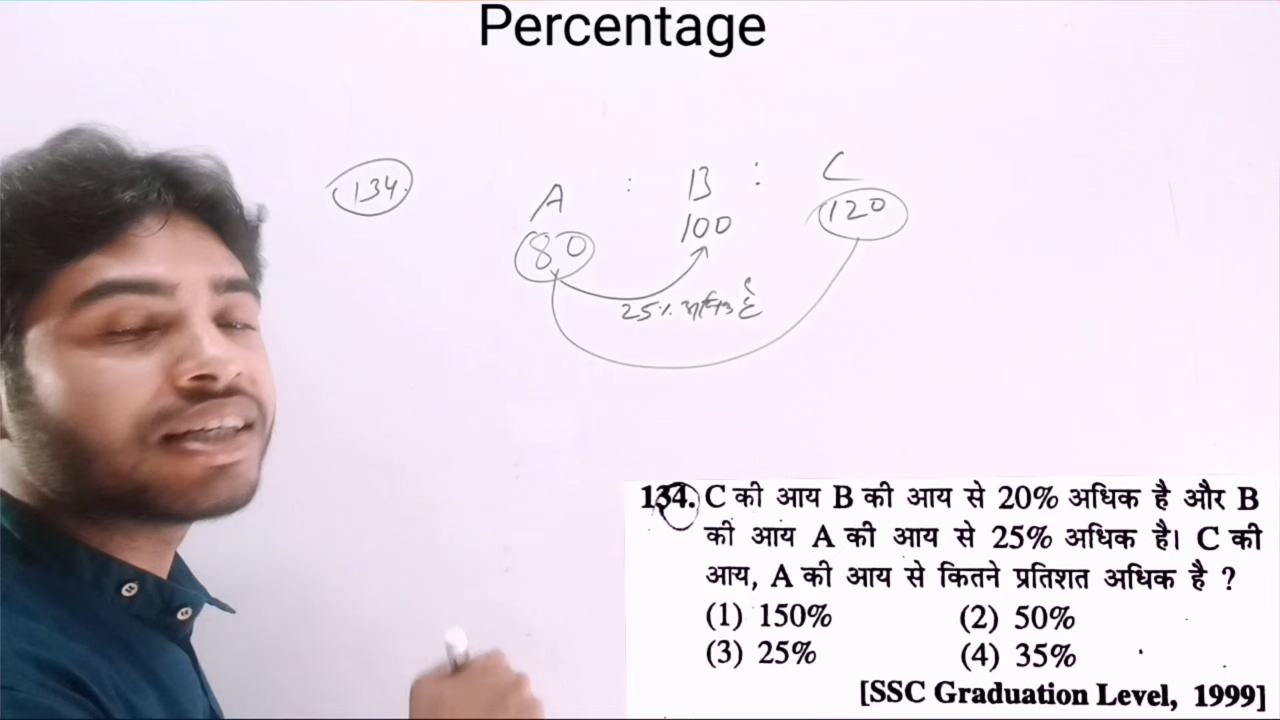 Percentage
134.
A : B : C
80 100 120
25% अधिक है
134. C की आय B की आय से 20% अधिक है और B
की आय A की आय से 25% अधिक है। C की
आय, A की आय से कितने प्रतिशत अधिक है ?
(1) 150% (2) 50%
(3) 25% (4) 35%
[SSC Graduation Level, 1999]